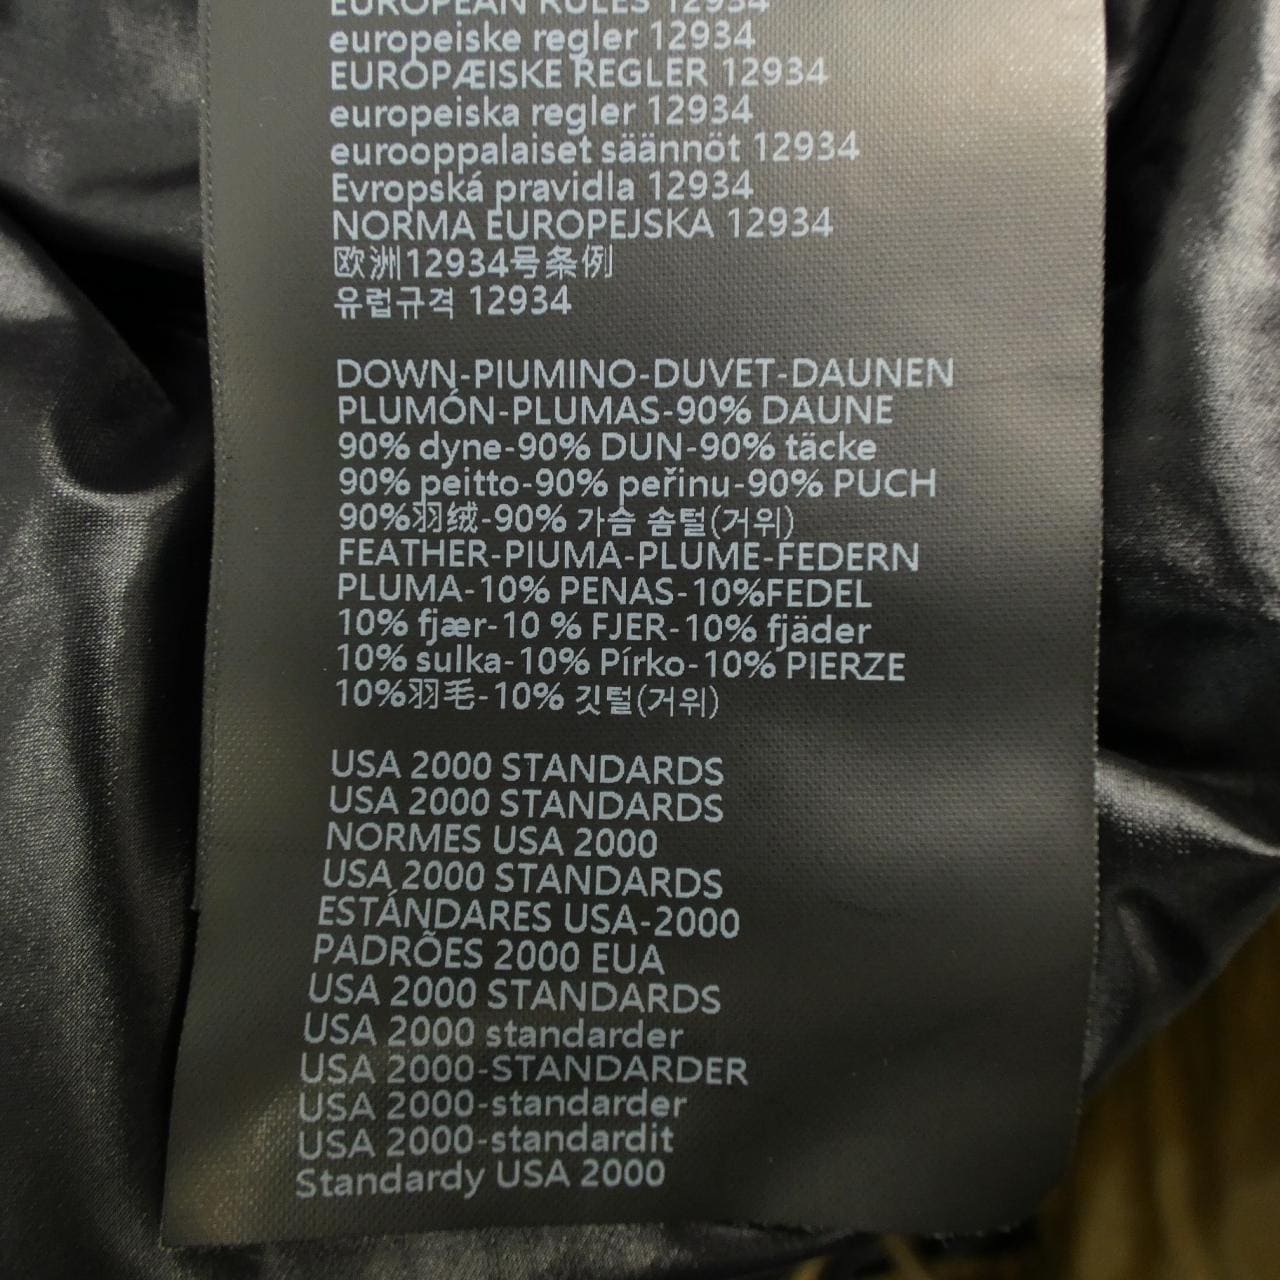 EUROPEAN RULES 12934
europeiske regler 12934
EUROPÆISKE REGLER 12934
europeiska regler 12934
eurooppalaiset säännöt 12934
Evropská pravidla 12934
NORMA EUROPEJSKA 12934
欧洲12934号条例
유럽규격 12934
DOWN-PIUMINO-DUVET-DAUNEN
PLUMÓN-PLUMAS-90% DAUNE
90% dyne-90% DUN-90% täcke
90% peitto-90% peřinu-90% PUCH
90%羽绒-90% 가슴 솜털(거위)
FEATHER-PIUMA-PLUME-FEDERN
PLUMA-10% PENAS-10%FEDEL
10% fjær-10 % FJER-10% fjäder
10% sulka-10% Pírko-10% PIERZE
10%羽毛-10% 깃털(거위)
USA 2000 STANDARDS
USA 2000 STANDARDS
NORMES USA 2000
USA 2000 STANDARDS
ESTÁNDARES USA-2000
PADRÕES 2000 EUA
USA 2000 STANDARDS
USA 2000 standarder
USA 2000-STANDARDER
USA 2000-standarder
USA 2000-standardit
Standardy USA 2000